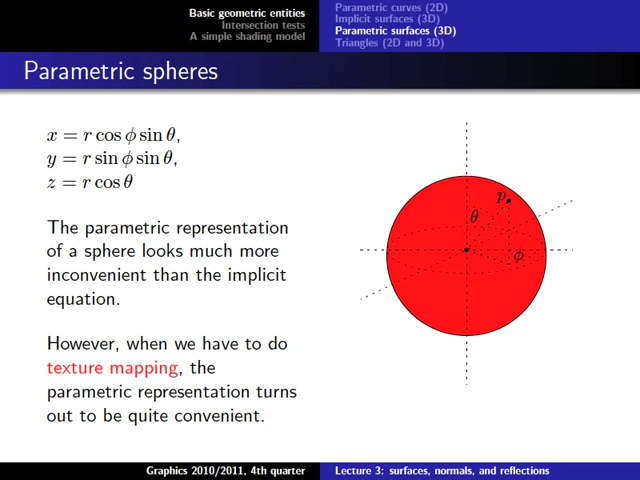 Basic geometric entities
Intersection tests
A simple shading model
Parametric curves (2D)
Implicit surfaces (3D)
Parametric surfaces (3D)
Triangles (2D and 3D)
Parametric spheres
x = r cos ϕ sin θ,
y = r sin ϕ sin θ,
z = r cos θ
The parametric representation
of a sphere looks much more
inconvenient than the implicit
equation.
However, when we have to do
texture mapping, the
parametric representation turns
out to be quite convenient.
p
θ
ϕ
Graphics 2010/2011, 4th quarter
Lecture 3: surfaces, normals, and reflections